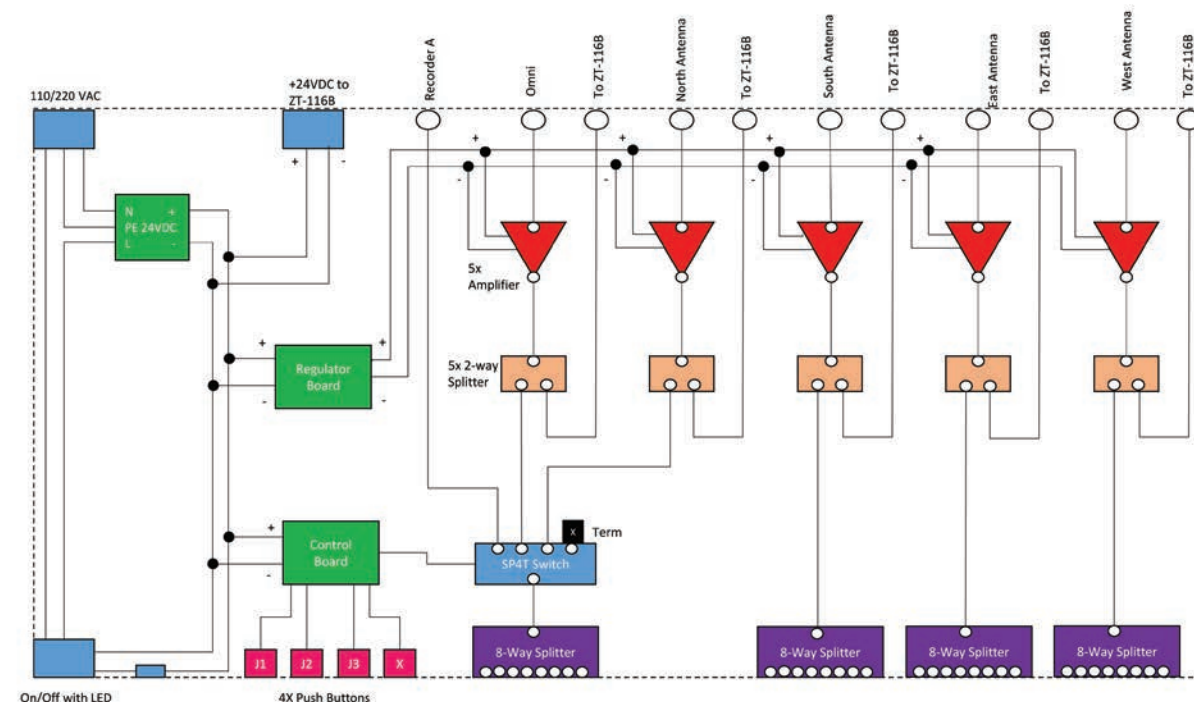 110/220 VAC
+24VDC to
ZT-116B
Recorder A
Omni
To ZT-116B
North Antenna
To ZT-116B
South Antenna
To ZT-116B
East Antenna
To ZT-116B
West Antenna
To ZT-116B
+ -
+ + + +
- - - -
N +
PE 24VDC
L -
5x
Amplifier
+ +
Regulator
Board
- -
5x 2-way
Splitter
+
Control
Board
-
X Term
SP4T Switch
J1 J2 J3 X
8-Way Splitter
8-Way Splitter
8-Way Splitter
8-Way Splitter
On/Off with LED
4X Push Buttons